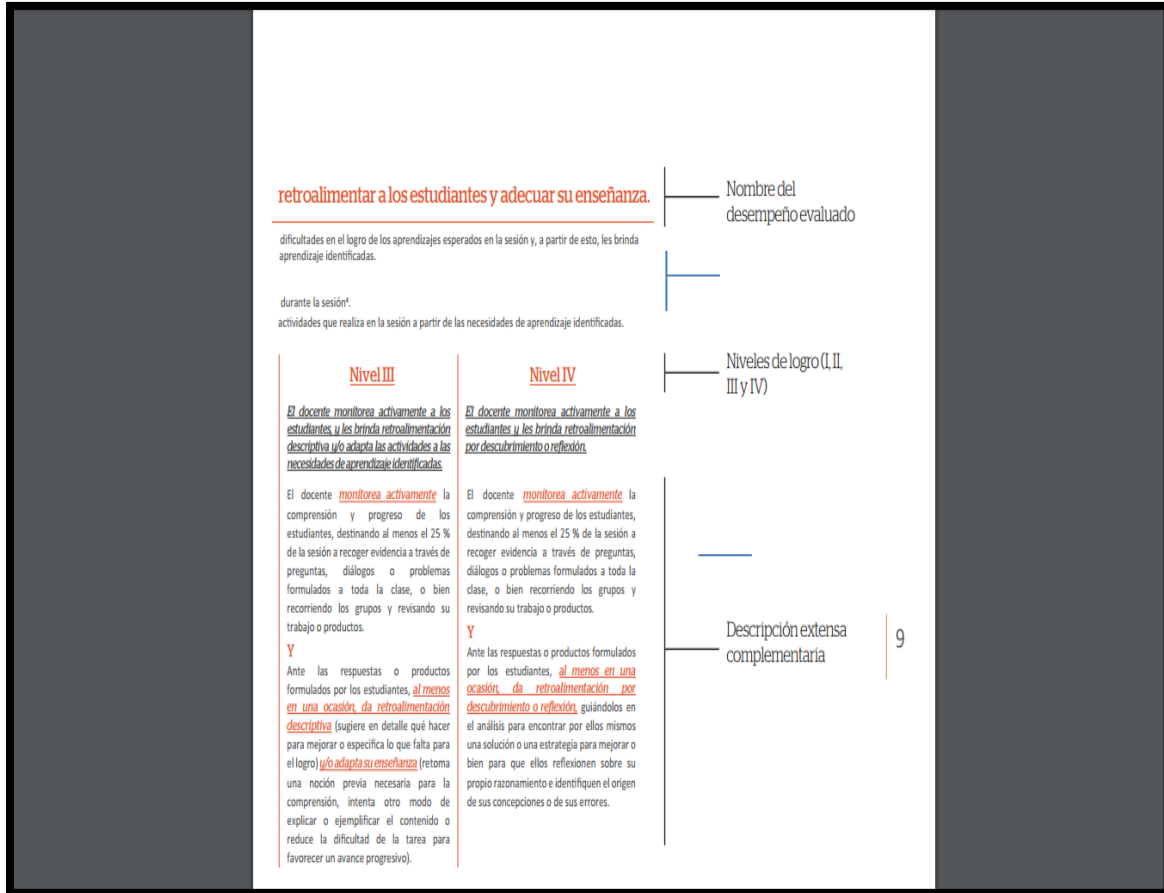 retroalimentar a los estudiantes y adecuar su enseñanza.
Nombre del
desempeño evaluado
dificultades en el logro de los aprendizajes esperados en la sesión y, a partir de esto, les brinda
aprendizaje identificadas.
durante la sesión⁴.
actividades que realiza en la sesión a partir de las necesidades de aprendizaje identificadas.
Niveles de logro (I, II,
III y IV)
Nivel III
El docente monitorea activamente a los
estudiantes, y les brinda retroalimentación
descriptiva y/o adapta las actividades a las
necesidades de aprendizaje identificadas.
El docente monitorea activamente la
comprensión y progreso de los
estudiantes, destinando al menos el 25 %
de la sesión a recoger evidencia a través de
preguntas, diálogos o problemas
formulados a toda la clase, o bien
recorriendo los grupos y revisando su
trabajo o productos.
Y
Ante las respuestas o productos
formulados por los estudiantes, al menos
en una ocasión, da retroalimentación
descriptiva (sugiere en detalle qué hacer
para mejorar o especifica lo que falta para
el logro) y/o adapta su enseñanza (retoma
una noción previa necesaria para la
comprensión, intenta otro modo de
explicar o ejemplificar el contenido o
reduce la dificultad de la tarea para
favorecer un avance progresivo).
Nivel IV
El docente monitorea activamente a los
estudiantes y les brinda retroalimentación
por descubrimiento o reflexión.
El docente monitorea activamente la
comprensión y progreso de los estudiantes,
destinando al menos el 25 % de la sesión a
recoger evidencia a través de preguntas,
diálogos o problemas formulados a toda la
clase, o bien recorriendo los grupos y
revisando su trabajo o productos.
Y
Ante las respuestas o productos formulados
por los estudiantes, al menos en una
ocasión, da retroalimentación por
descubrimiento o reflexión, guiándolos en
el análisis para encontrar por ellos mismos
una solución o una estrategia para mejorar o
bien para que ellos reflexionen sobre su
propio razonamiento e identifiquen el origen
de sus concepciones o de sus errores.
Descripción extensa
complementaria
9